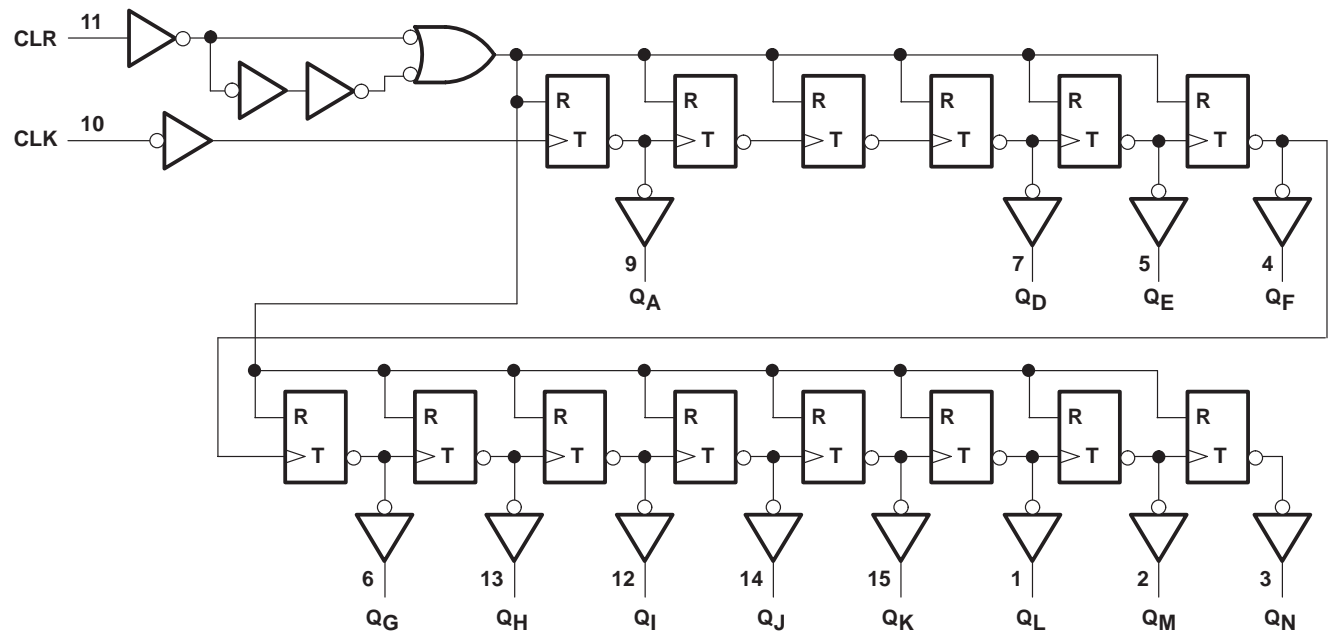 CLR 11
CLK 10
R R R R R R
T T T T T T
9 7 5 4
QA QD QE QF
R R R R R R R R
T T T T T T T T
6 13 12 14 15 1 2 3
QG QH QI QJ QK QL QM QN